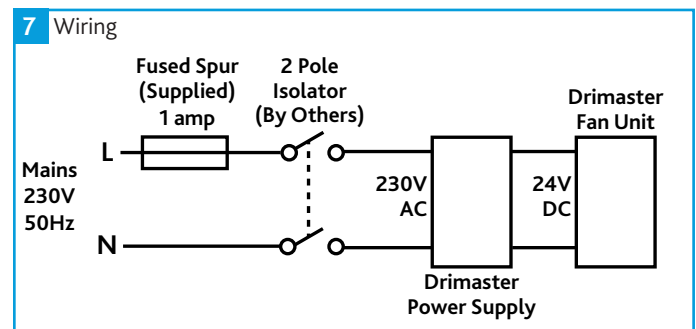 7 Wiring
Fused Spur
(Supplied)
1 amp
2 Pole
Isolator
(By Others)
Drimaster
Fan Unit
L
Mains
230V
50Hz
N
230V
AC
24V
DC
Drimaster
Power Supply